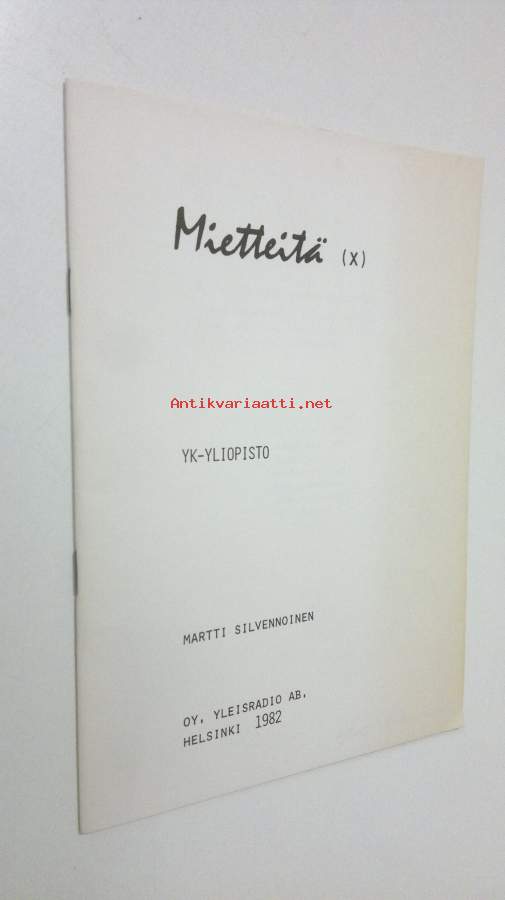 Mietteitä (X)
Antikvariaatti.net
YK-YLIOPISTO
MARTTI SILVENNOINEN
OY. YLEISRADIO AB.
HELSINKI 1982